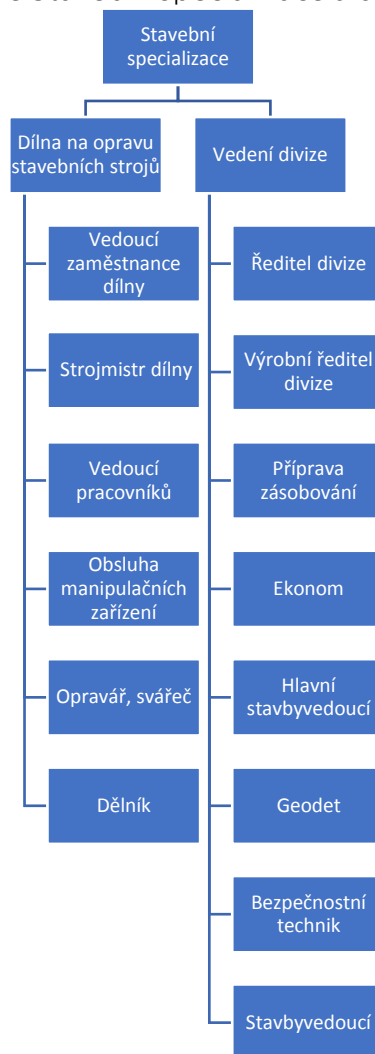 Stavební
specializace
Dílna na opravu
stavebních strojů
Vedení divize
Vedoucí
zaměstnance
dílny
Ředitel divize
Strojmistr dílny
Výrobní ředitel
divize
Vedoucí
pracovníků
Příprava
zásobování
Obsluha
manipulačních
zařízení
Ekonom
Opravář, svářeč
Hlavní
stavbyvedoucí
Dělník
Geodet
Bezpečnostní
technik
Stavbyvedoucí